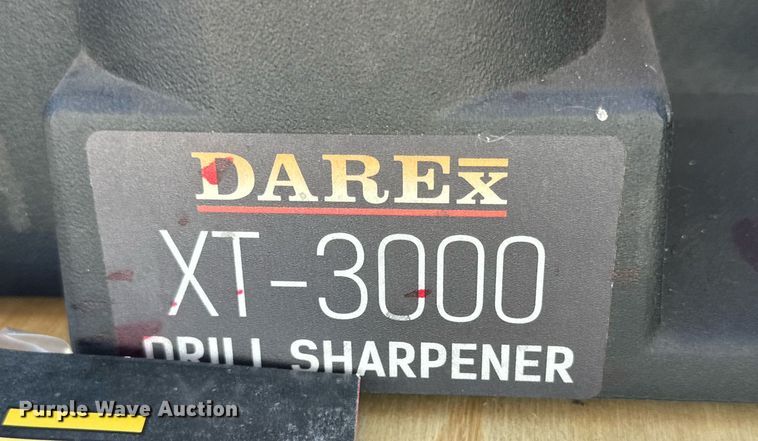 DAREX
XT-3000
DRILL SHARPENER
Purple Wave Auction